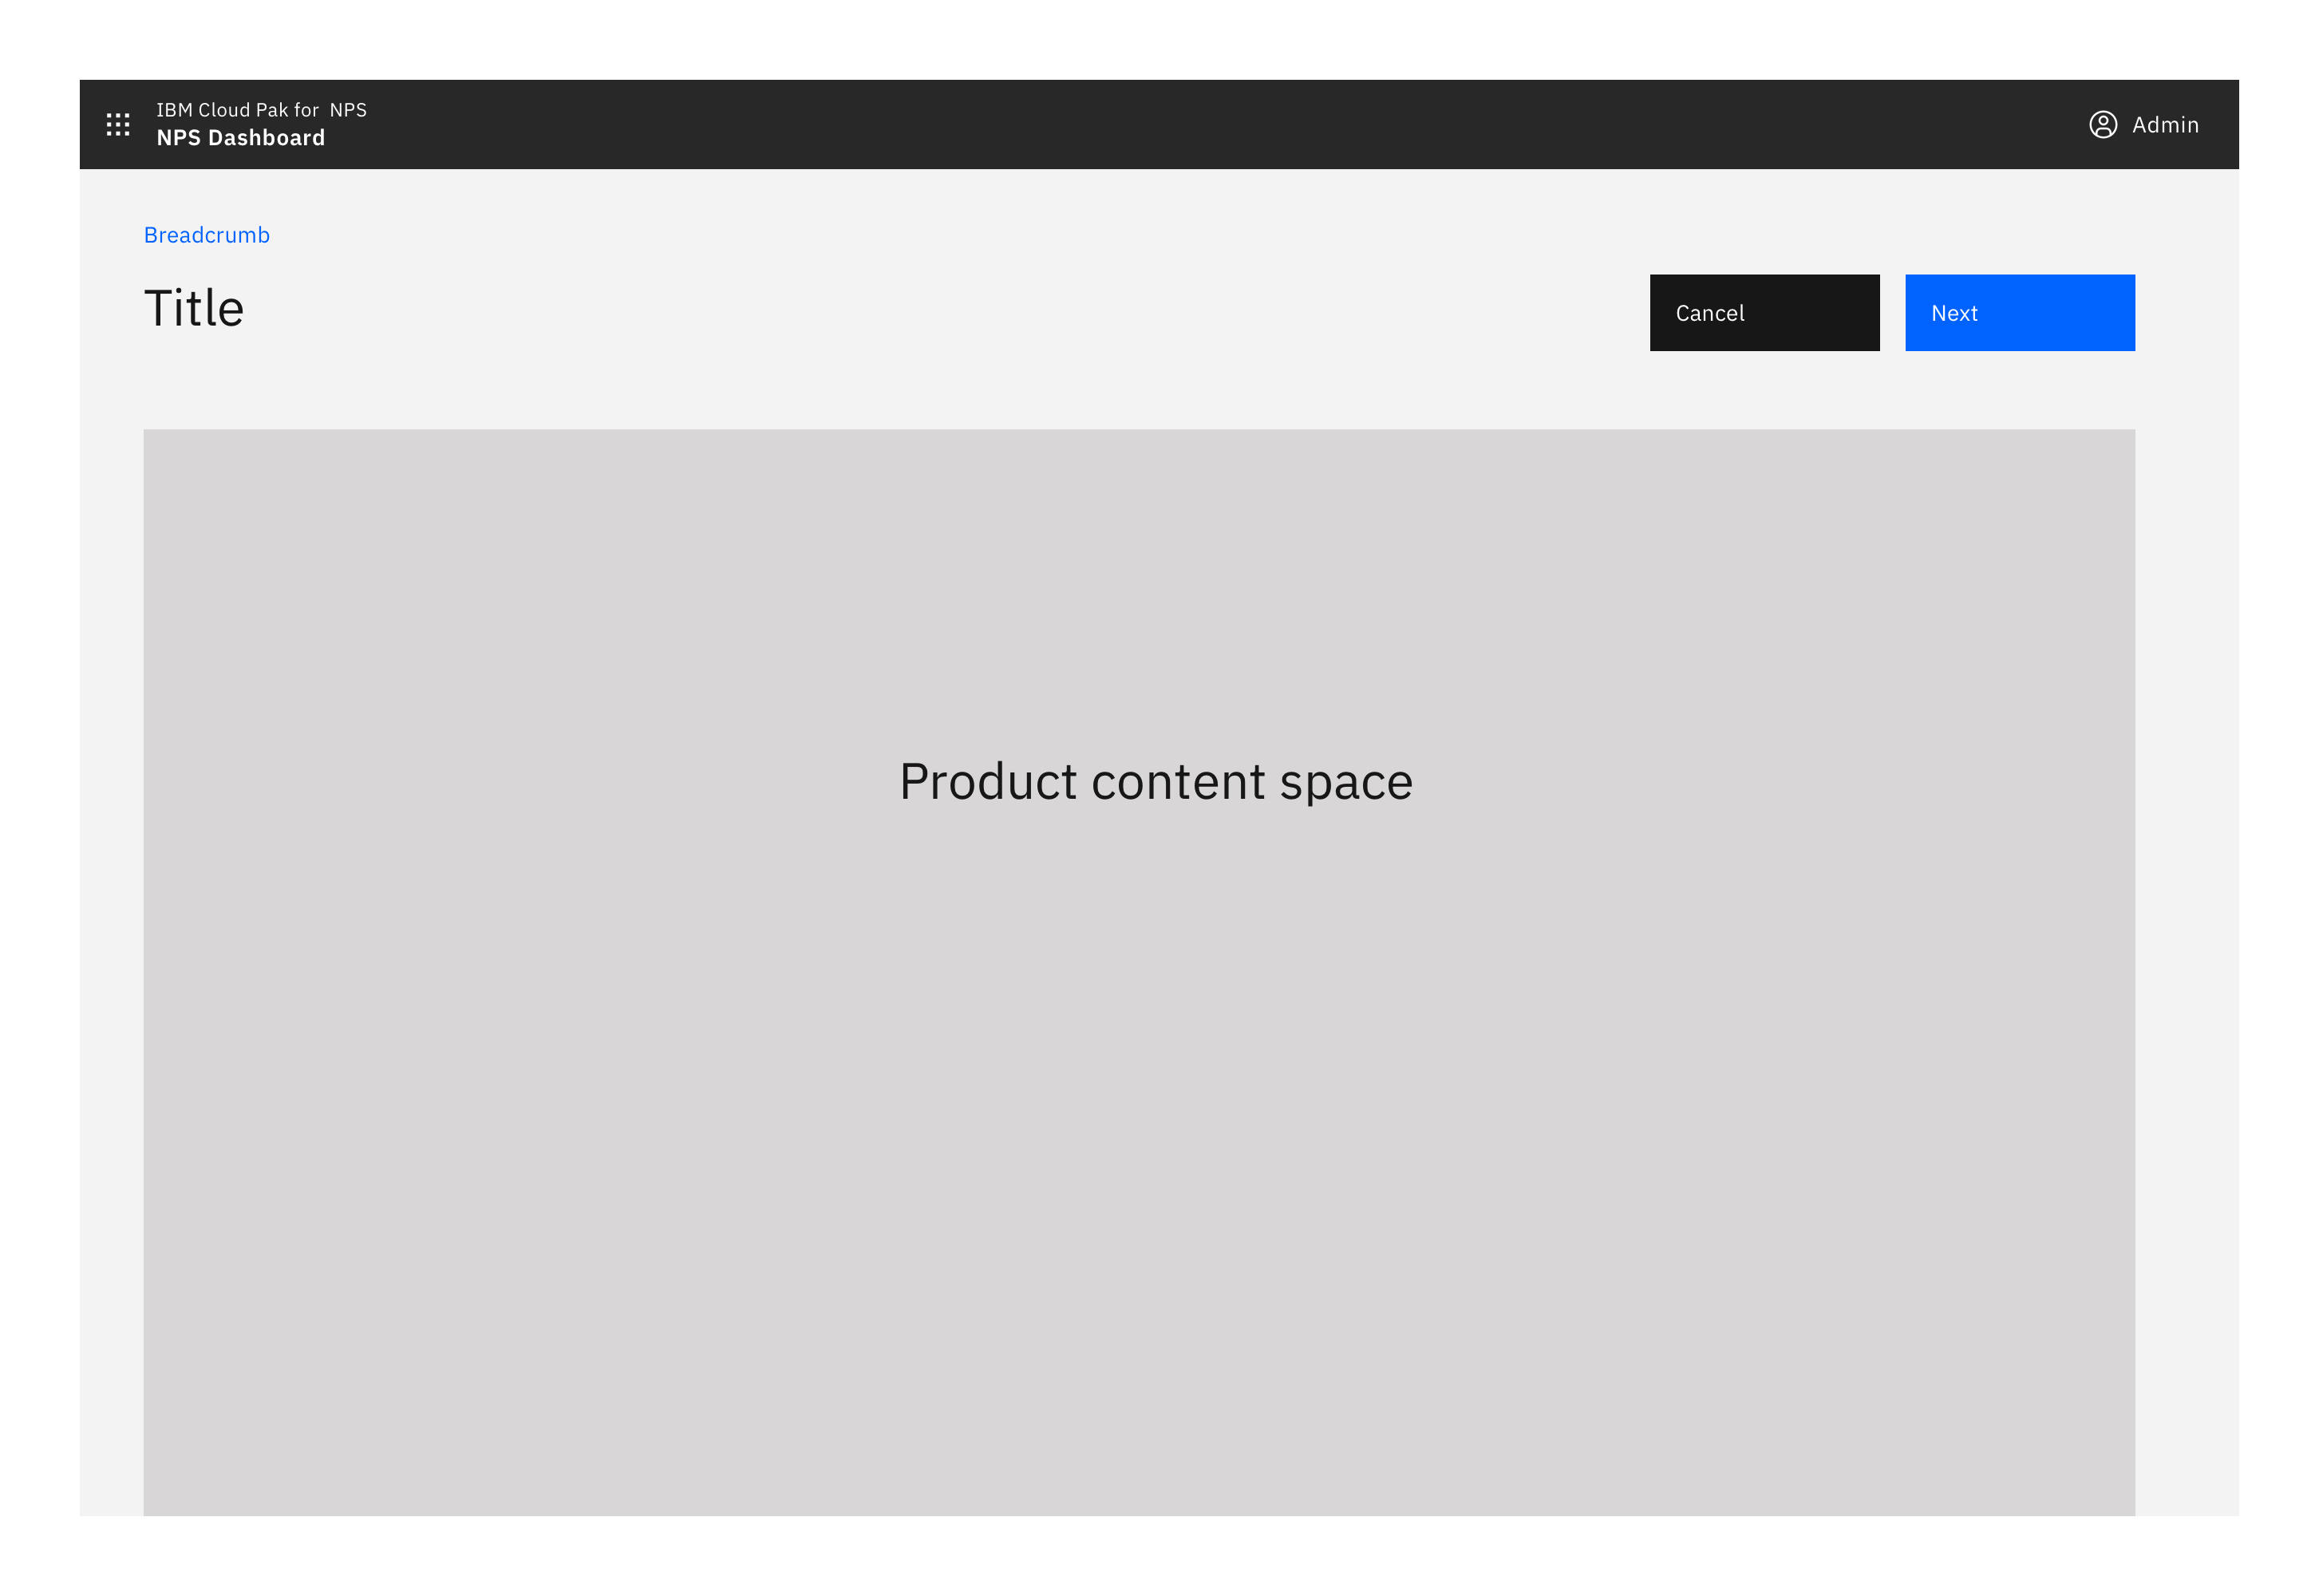 IBM Cloud Pak for  NPS
NPS Dashboard
Admin
Breadcrumb
Title
Cancel
Next
Product content space